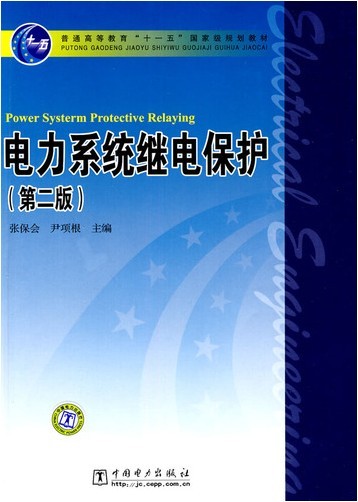 十一五
普通高等教育“十一五”国家级规划教材
PUTONG GAODENG JIAOYU SHIYIWU GUOJIAJI GUIHUA JIAOCAI
Power Systerm Protective Relaying
电力系统继电保护
（第二版）
张保会 尹项根 主编
Electrical Engineering
中国电力出版社
http://jc.cepp.com.cn